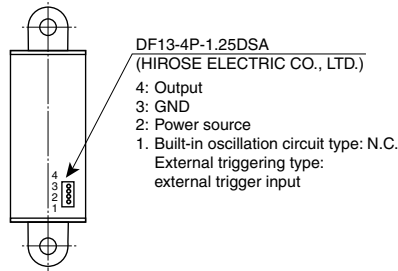 DF13-4P-1.25DSA
(HIROSE ELECTRIC CO., LTD.)
4: Output
3: GND
2: Power source
1. Built-in oscillation circuit type: N.C.
External triggering type:
external trigger input
4
3
2
1